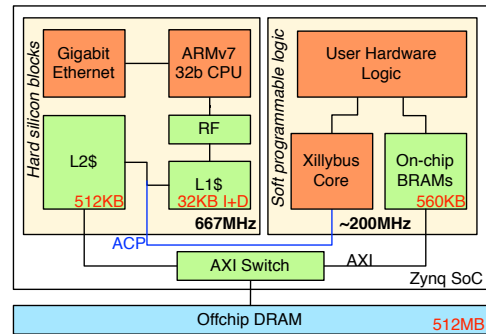 Hard silicon blocks
Gigabit
Ethernet
ARMv7
32b CPU
RF
L2$
512KB
L1$
32KB I+D
667MHz
ACP
Soft programmable logic
User Hardware
Logic
Xillybus
Core
On-chip
BRAMs
560KB
~200MHz
AXI Switch
AXI
Zynq SoC
Offchip DRAM
512MB